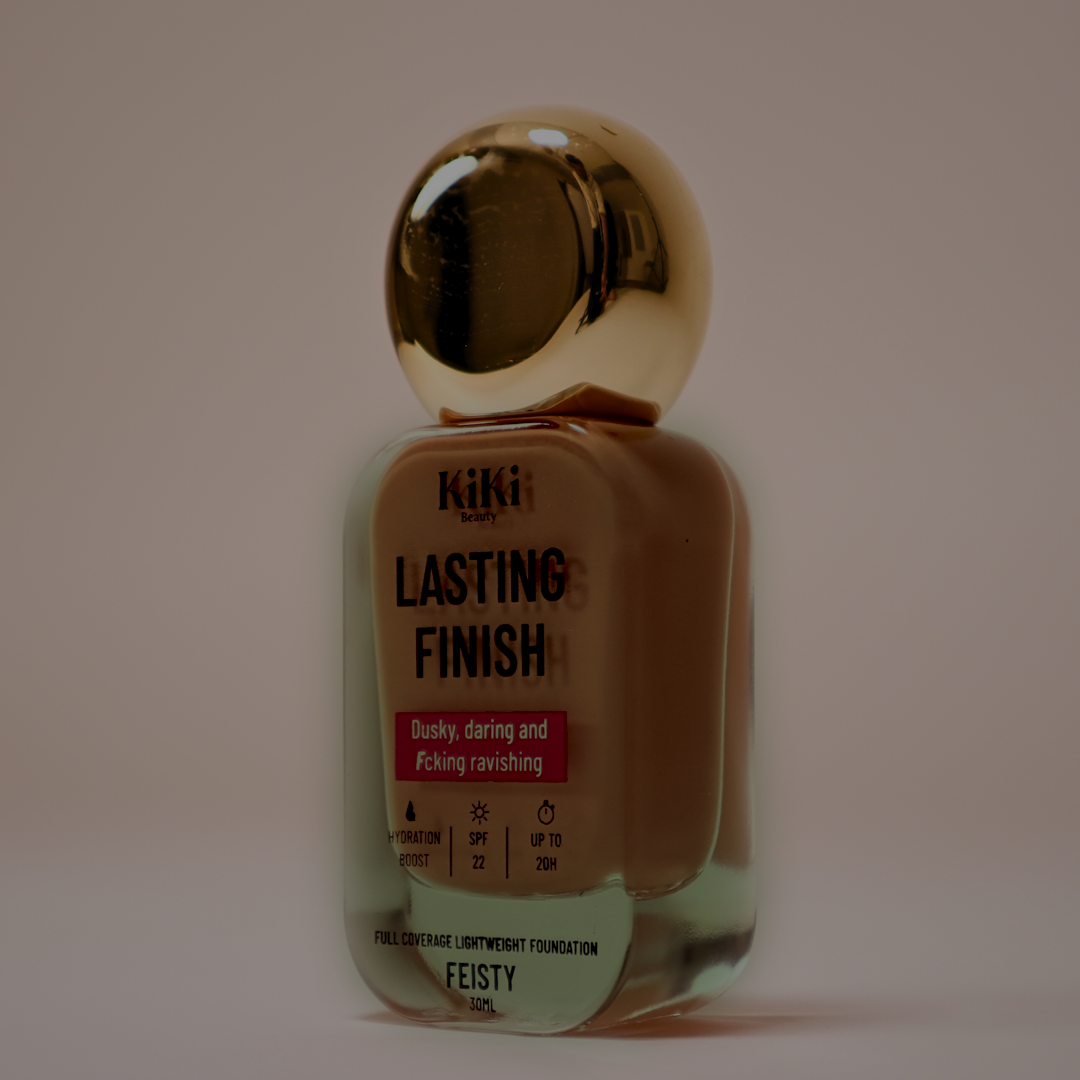 KiKi
Beauty
LASTING
FINISH
Dusky, daring and
Fcking ravishing
HYDRATION
BOOST
SPF
22
UP TO
20H
FULL COVERAGE LIGHTWEIGHT FOUNDATION
FEISTY
30ML